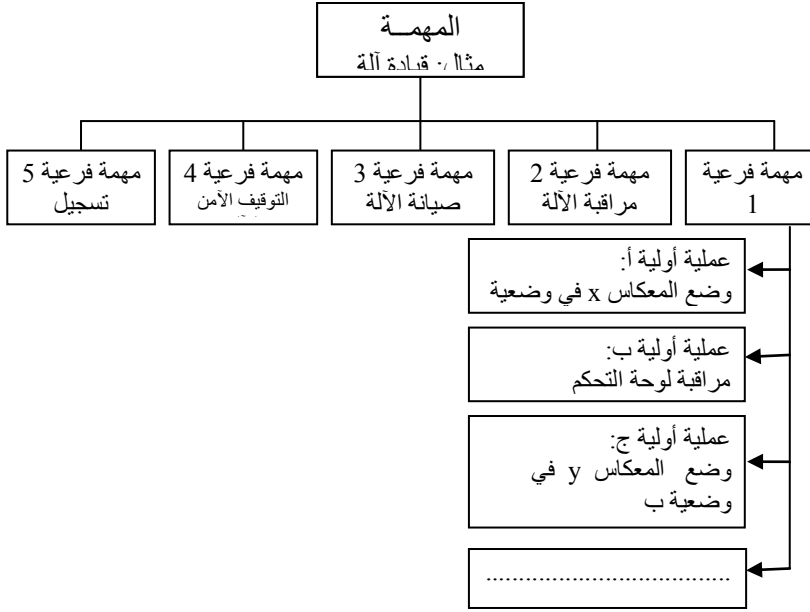 المهمــة
مثال: قيادة آلة
مهمة فرعية
1
مهمة فرعية 2
مراقبة الآلة
مهمة فرعية 3
صيانة الآلة
مهمة فرعية 4
التوقيف الآمن
مهمة فرعية 5
تسجيل
عملية أولية أ:
وضع المعكاس x في وضعية
عملية أولية ب:
مراقبة لوحة التحكم
عملية أولية ج:
وضع المعكاس y في
وضعية ب
....................................